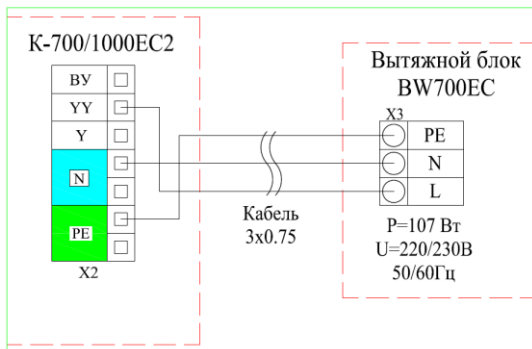 К-700/1000ЕС2
ВУ
YY
Y
N
PE
X2
Кабель
3x0.75
Вытяжной блок
BW700EC
X3
PE
N
L
P=107 Вт
U=220/230В
50/60Гц